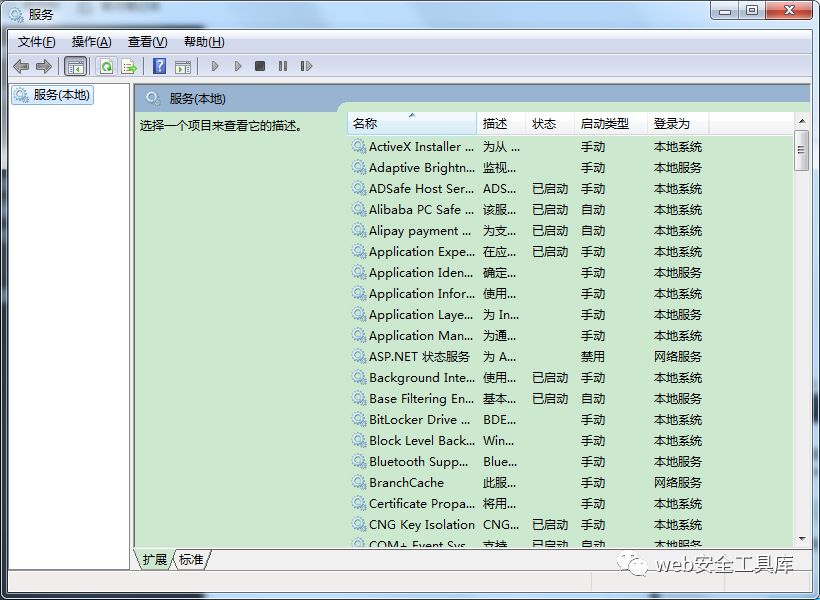 服务
文件(F) 操作(A) 查看(V) 帮助(H)
服务(本地)
服务(本地)
选择一个项目来查看它的描述。
名称 描述 状态 启动类型 登录为
ActiveX Installer ... 为从 ... 手动 本地系统
Adaptive Brightn... 监视... 手动 本地服务
ADSafe Host Ser... ADS... 已启动 手动 本地系统
Alibaba PC Safe ... 该服... 已启动 自动 本地系统
Alipay payment ... 为支... 已启动 自动 本地系统
Application Expe... 在应... 已启动 手动 本地系统
Application Iden... 确定... 手动 本地服务
Application Infor... 使用... 手动 本地系统
Application Laye... 为 In... 手动 本地服务
Application Man... 为通... 手动 本地系统
ASP.NET 状态服务 为 A... 禁用 网络服务
Background Inte... 使用... 已启动 手动 本地系统
Base Filtering En... 基本... 已启动 自动 本地服务
BitLocker Drive ... BDE... 手动 本地系统
Block Level Back... Win... 手动 本地系统
Bluetooth Supp... Blue... 手动 本地服务
BranchCache 此服... 手动 网络服务
Certificate Propa... 将用... 手动 本地系统
CNG Key Isolation CNG... 已启动 手动 本地系统
COM+ Event Sys... 支持... 已启动 自动 本地服务
扩展 标准
web安全工具库